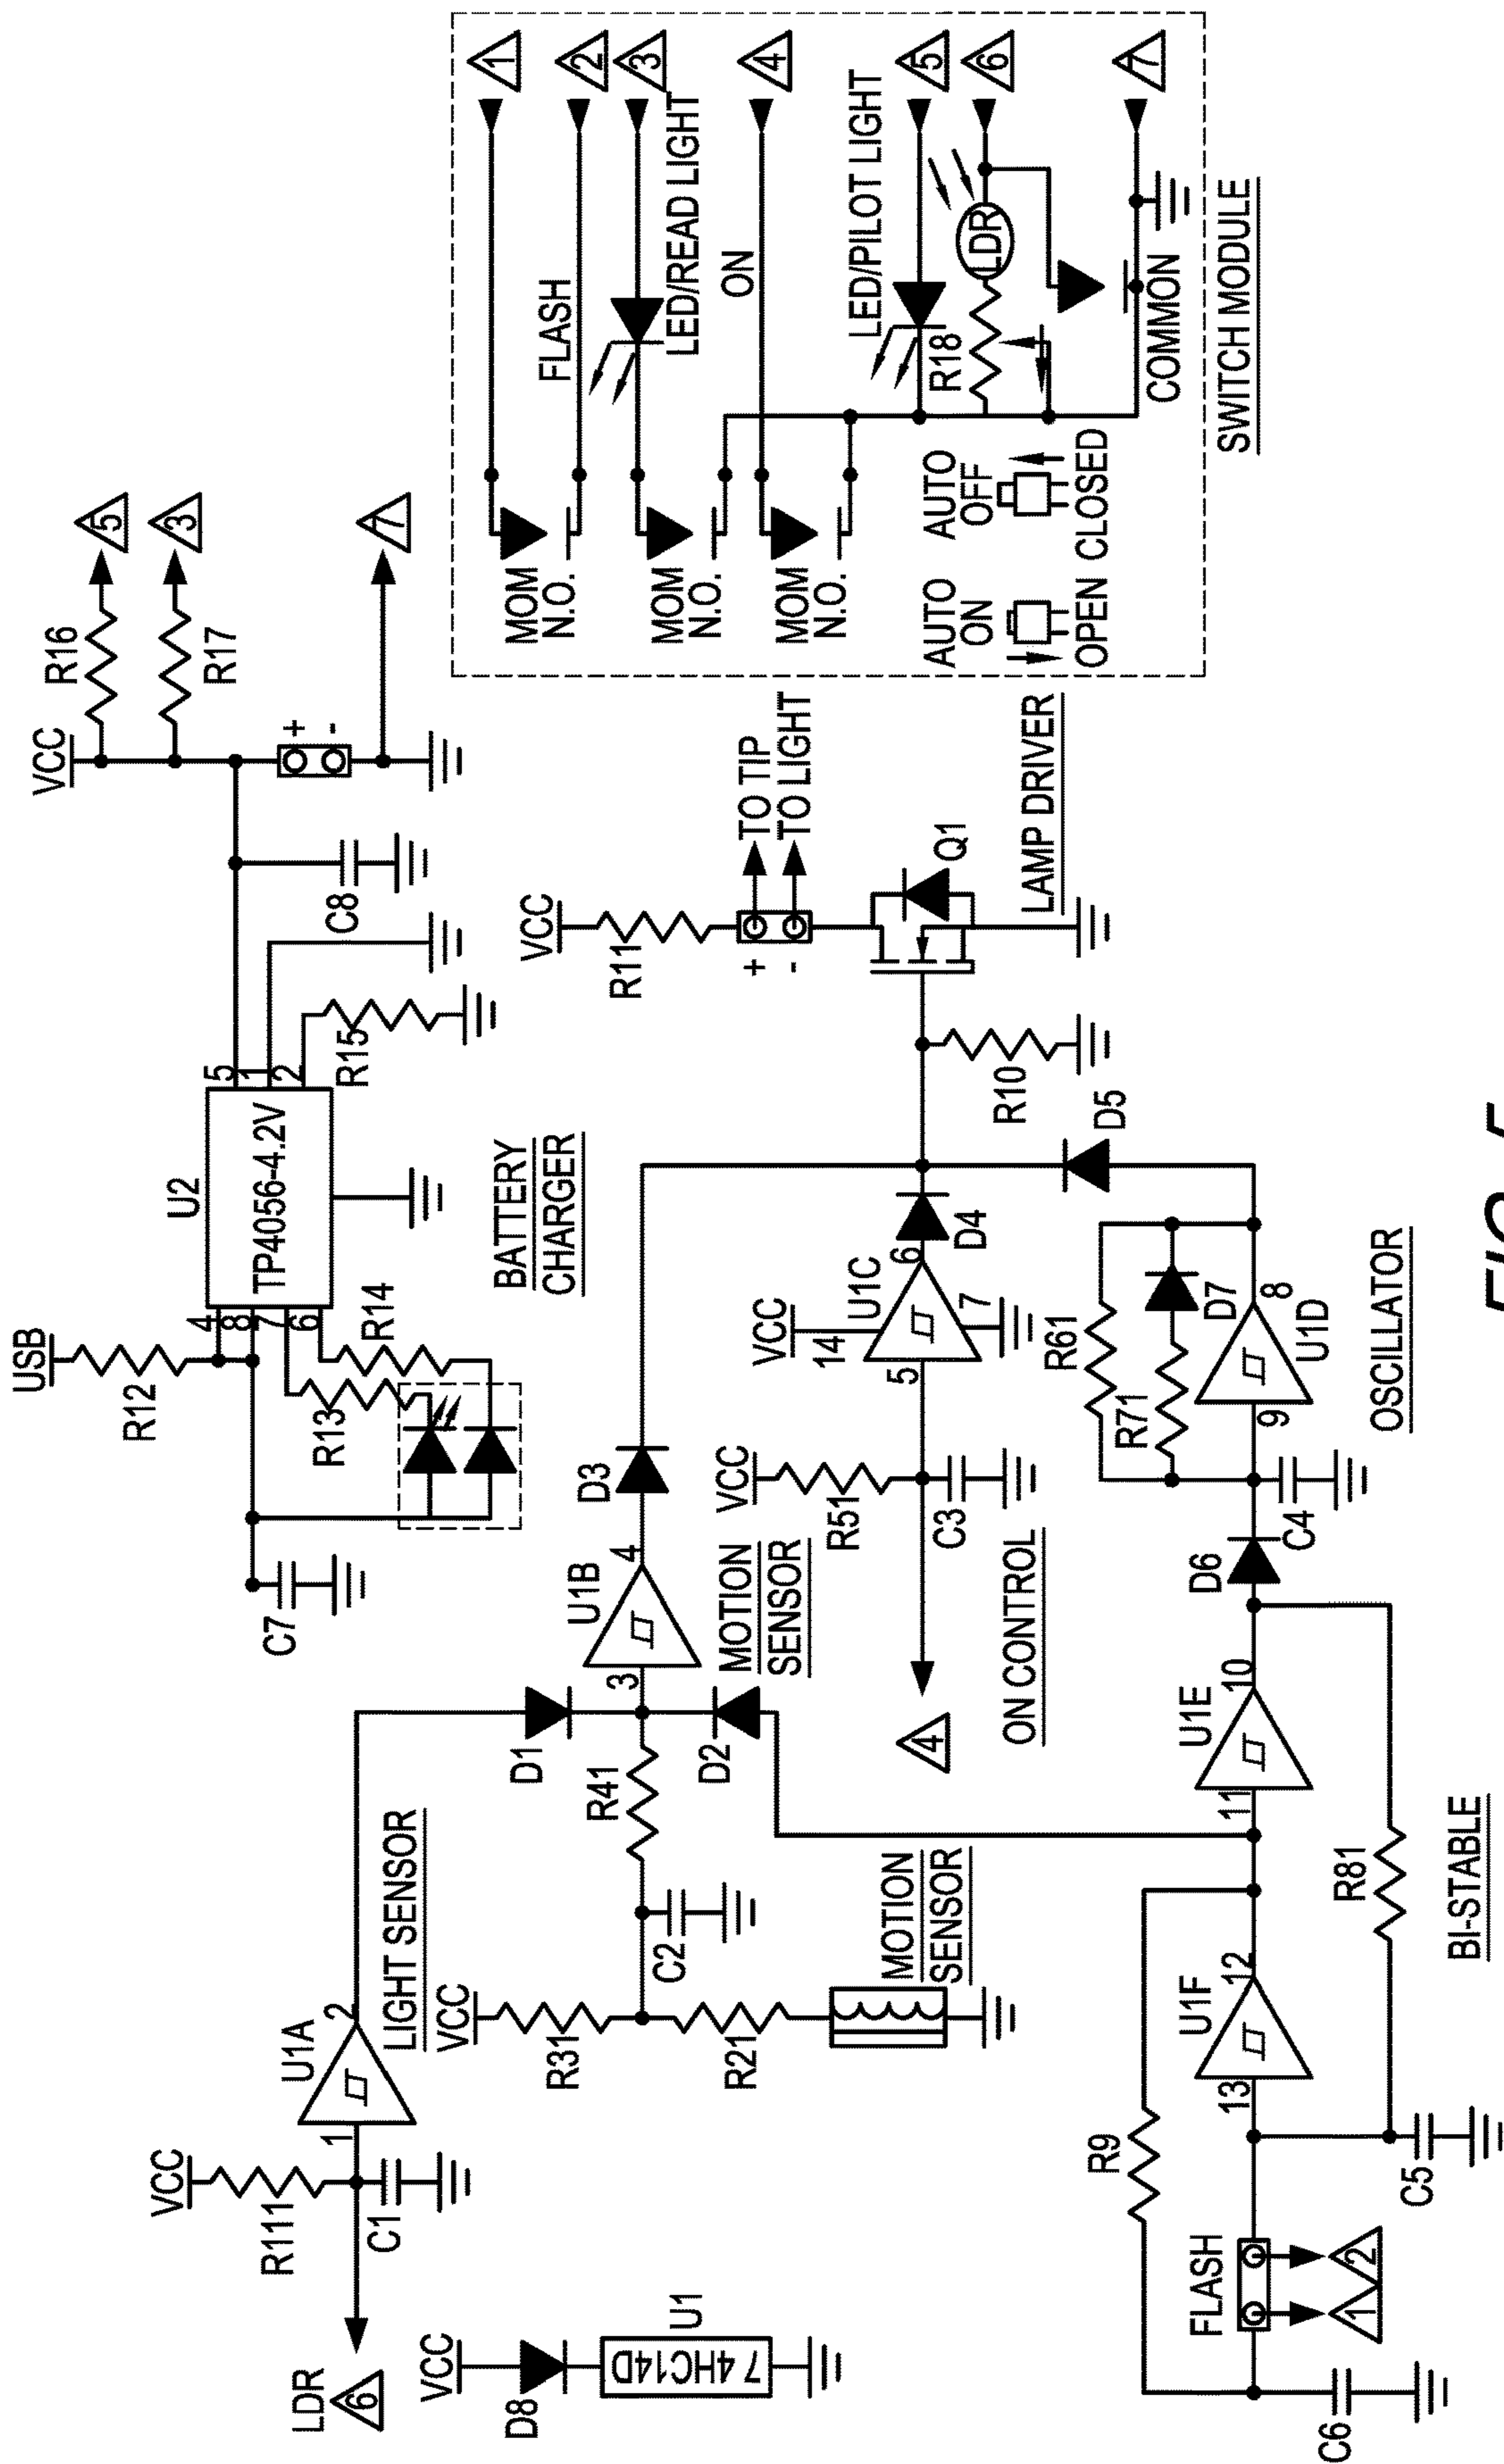 USB
R12
C7
U2
TP4056-4.2V
4
8
7
6
5
1
2
R13
R14
R15
C8
BATTERY
CHARGER
VCC
R16
R17
5
3
+
-
7
LDR
6
VCC
R111
C1
1
U1A
2
LIGHT SENSOR
VCC
D8
74HC14D
U1
VCC
R31
R21
C2
R41
MOTION
SENSOR
D1
D2
3
U1B
4
D3
MOTION
SENSOR
4
VCC
R51
C3
ON CONTROL
VCC
14
5
U1C
6
7
D4
VCC
R11
+
-
TO TIP
TO LIGHT
Q1
R10
LAMP DRIVER
D5
FLASH
1
2
C6
R9
C5
13
U1F
12
11
U1E
10
R81
BI-STABLE
D6
C4
R61
R71
D7
9
U1D
8
OSCILLATOR
1
MOM
N.O.
FLASH
2
3
LED/READ LIGHT
MOM
N.O.
ON
4
MOM
N.O.
LED/PILOT LIGHT
5
R18
LDR
6
AUTO
ON
OPEN
AUTO
OFF
CLOSED
COMMON
7
SWITCH MODULE